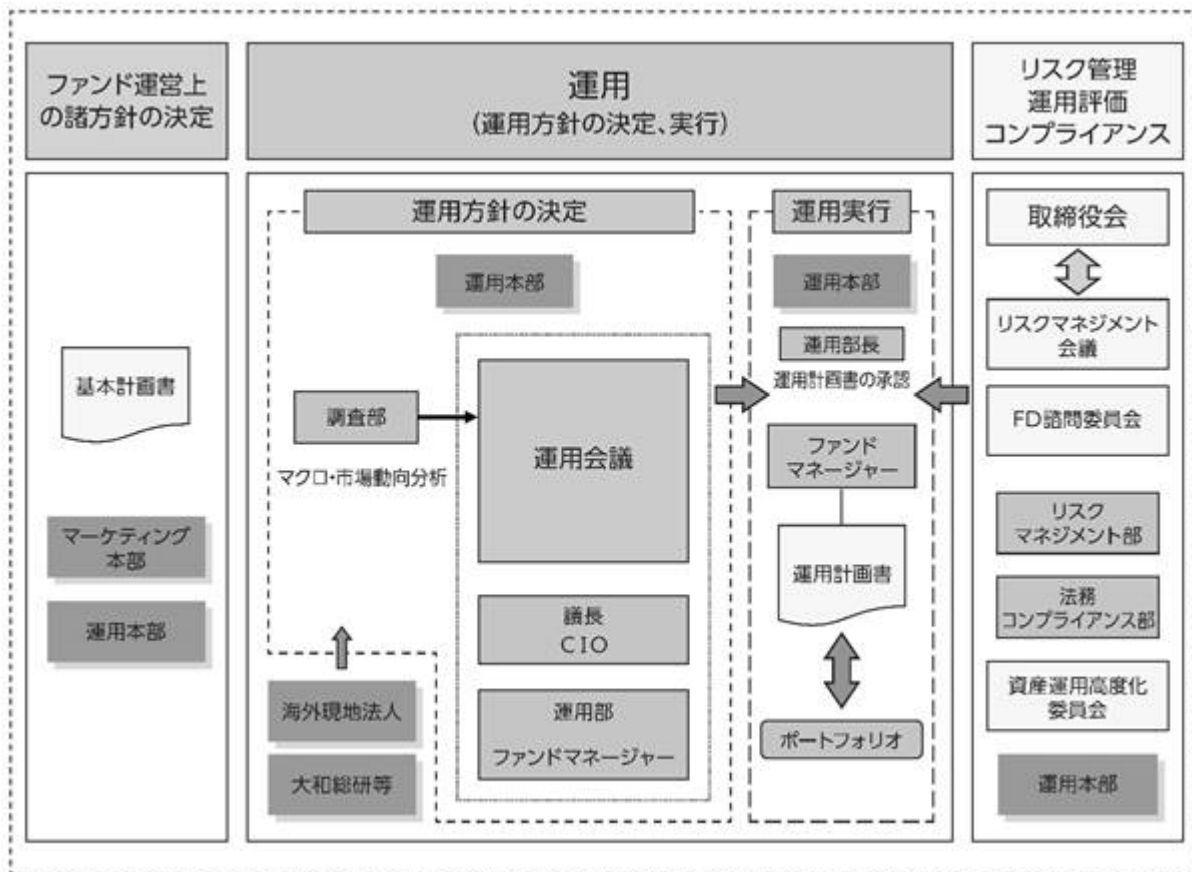 ファンド運営上
の諸方針の決定
基本計画書
マーケティング
本部
運用本部
運用
(運用方針の決定、実行)
運用方針の決定
運用本部
調査部
マクロ・市場動向分析
運用会議
議長
CIO
運用部
ファンドマネージャー
海外現地法人
大和総研等
運用実行
運用本部
運用部長
運用計画書の承認
ファンド
マネージャー
運用計画書
ポートフォリオ
リスク管理
運用評価
コンプライアンス
取締役会
リスクマネジメント
会議
FD諮問委員会
リスク
マネジメント部
法務
コンプライアンス部
資産運用高度化
委員会
運用本部